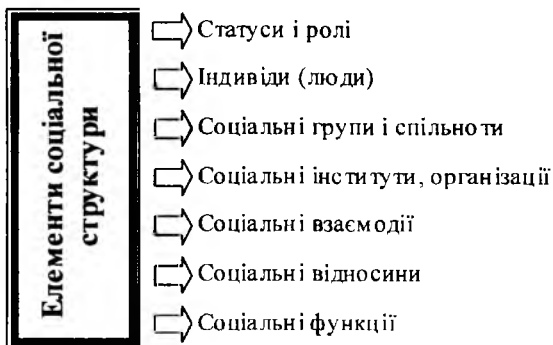 Елементи соціальної
структури
Статуси і ролі
Індивіди (люди)
Соціальні групи і спільноти
Соціальні інститути, організації
Соціальні взаємодії
Соціальні відносини
Соціальні функції